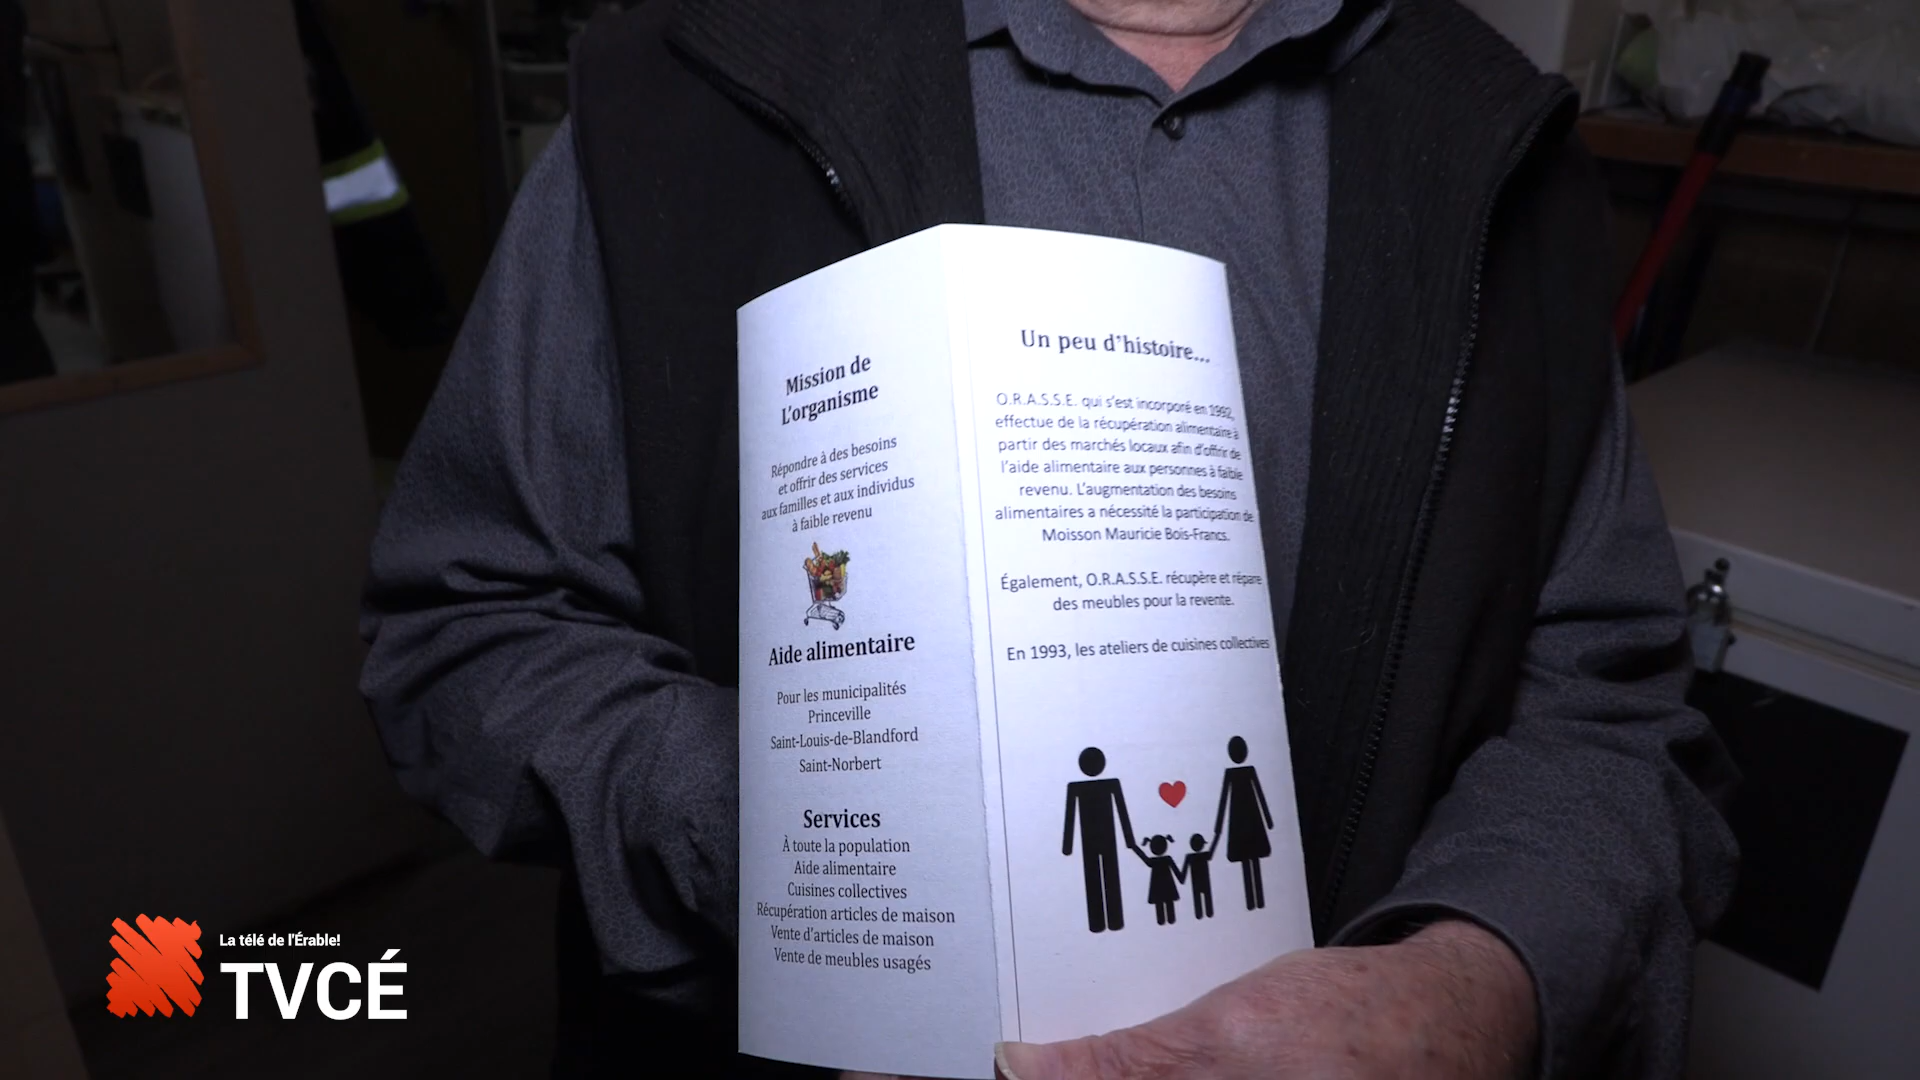 Mission de
L'organisme
Répondre à des besoins
et offrir des services
aux familles et aux individus
à faible revenu
Aide alimentaire
Pour les municipalités
Princeville
Saint-Louis-de-Blandford
Saint-Norbert
Services
À toute la population
Aide alimentaire
Cuisines collectives
Récupération articles de maison
Vente d'articles de maison
Vente de meubles usagés
Un peu d'histoire...
O.R.A.S.S.E. qui s'est incorporé en 1992,
effectue de la récupération alimentaire à
partir des marchés locaux afin d'offrir de
l'aide alimentaire aux personnes à faible
revenu. L'augmentation des besoins
alimentaires a nécessité la participation de
Moisson Mauricie Bois-Francs.
Également, O.R.A.S.S.E. récupère et répare
des meubles pour la revente.
En 1993, les ateliers de cuisines collectives
La télé de l'Érable!
TVCÉ